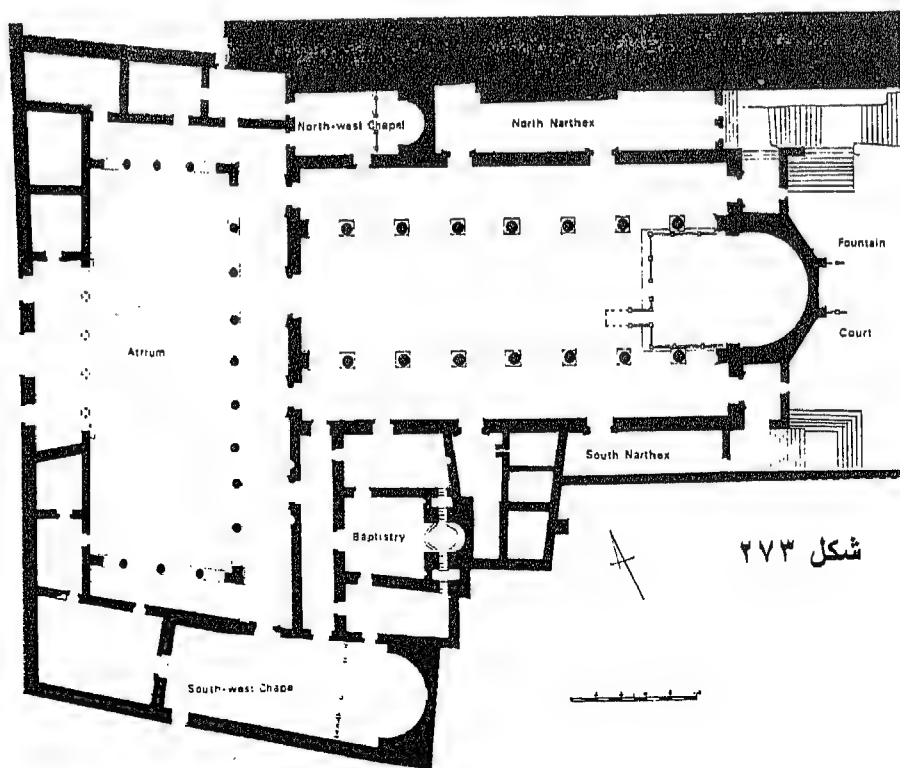 North-west Chapel
North Narthex
Fountain
Court
Atrium
South Narthex
Baptistry
شكل ٢٧٣
South-west Chape